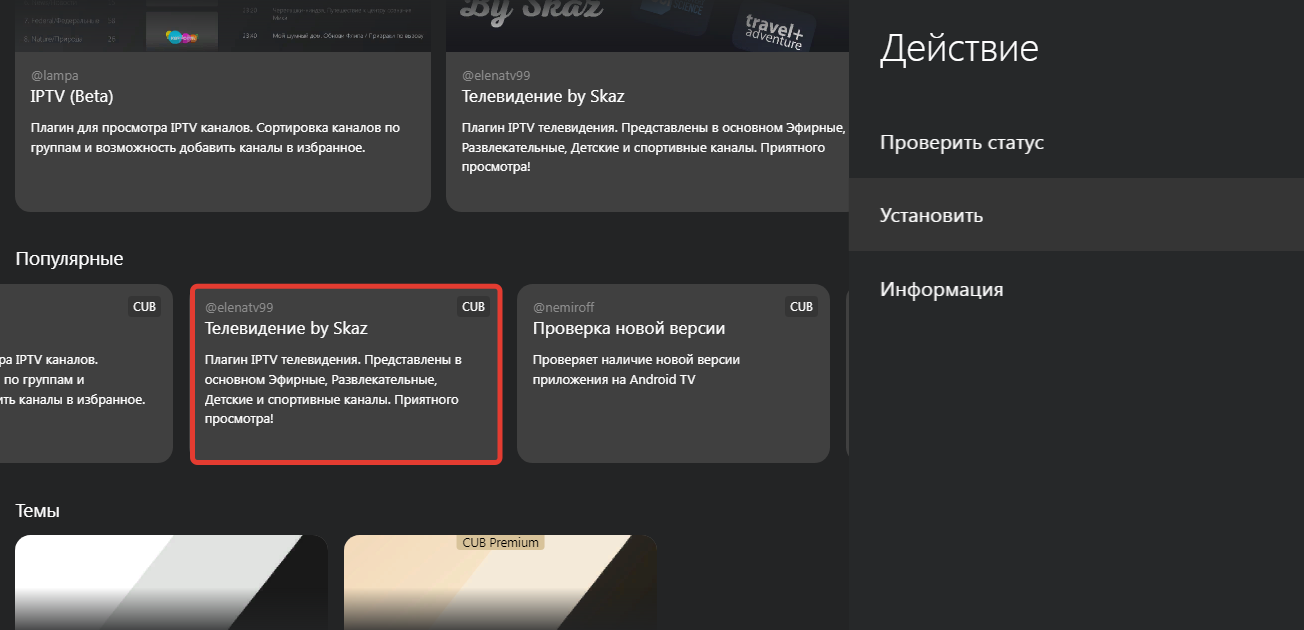 By Skaz
SCIENCE
travel+
adventure
@lampa
IPTV (Beta)
Плагин для просмотра IPTV каналов. Сортировка каналов по
группам и возможность добавить каналы в избранное.
@elenatv99
Телевидение by Skaz
Плагин IPTV телевидения. Представлены в основном Эфирные,
Развлекательные, Детские и спортивные каналы. Приятного
просмотра!
Популярные
CUB
ра IPTV каналов.
по группам и
ть каналы в избранное.
@elenatv99
CUB
Телевидение by Skaz
Плагин IPTV телевидения. Представлены в
основном Эфирные, Развлекательные,
Детские и спортивные каналы. Приятного
просмотра!
@nemiroff
CUB
Проверка новой версии
Проверяет наличие новой версии
приложения на Android TV
Темы
CUB Premium
Действие
Проверить статус
Установить
Информация